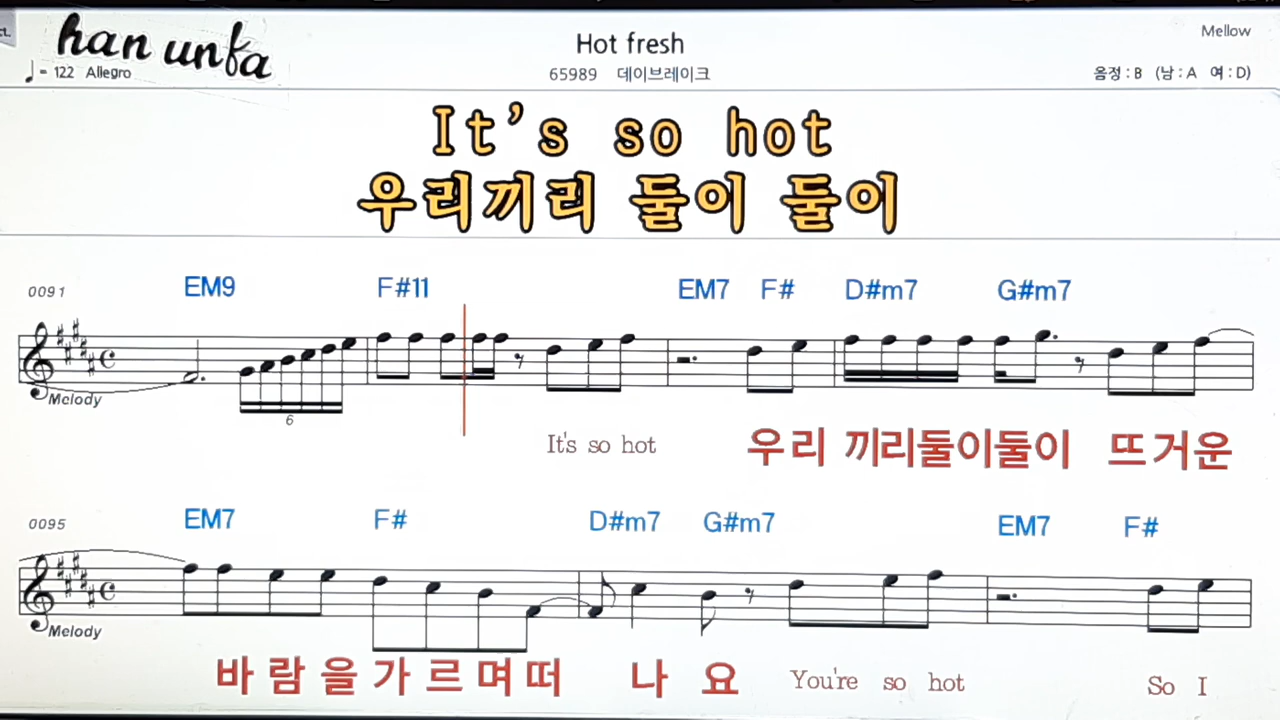 ct.
han unfa
Hot fresh
Mellow
♩= 122 Allegro
65989 데이브레이크
음정 : B (남 : A 여 : D)
It's so hot
우리끼리 둘이 둘이
0091 EM9 F#11 EM7 F# D#m7 G#m7
Melody
6
It's so hot 우리 끼리둘이둘이 뜨거운
0095 EM7 F# D#m7 G#m7 EM7 F#
Melody
바람을가르며떠 나 요 You're so hot So I